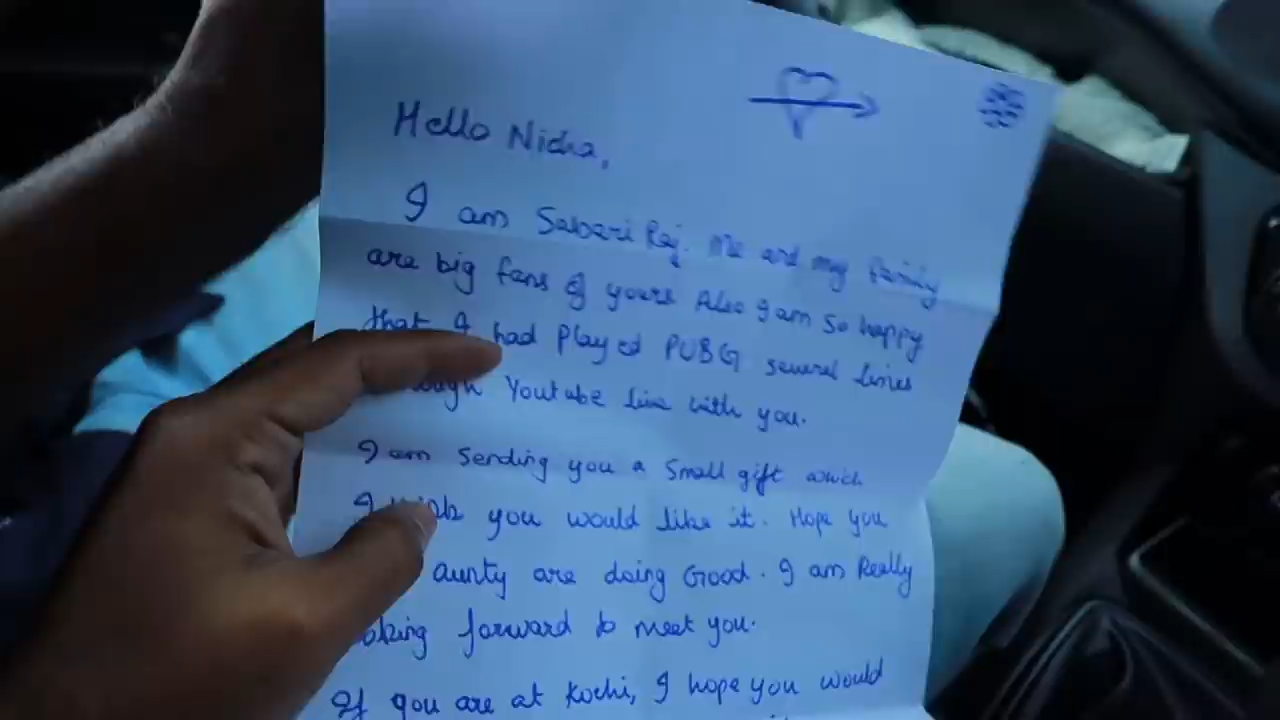 Hello Nidha,
I am Sabari Raj. Me and my family
are big fans of yours Also I am so happy
that I had Played PUBG several times
Youtube live with you.
I am Sending you a Small gift which
I wish you would like it. Hope you
aunty are doing Good. I am Really
forward to meet you.
If you are at Kochi, I hope you would